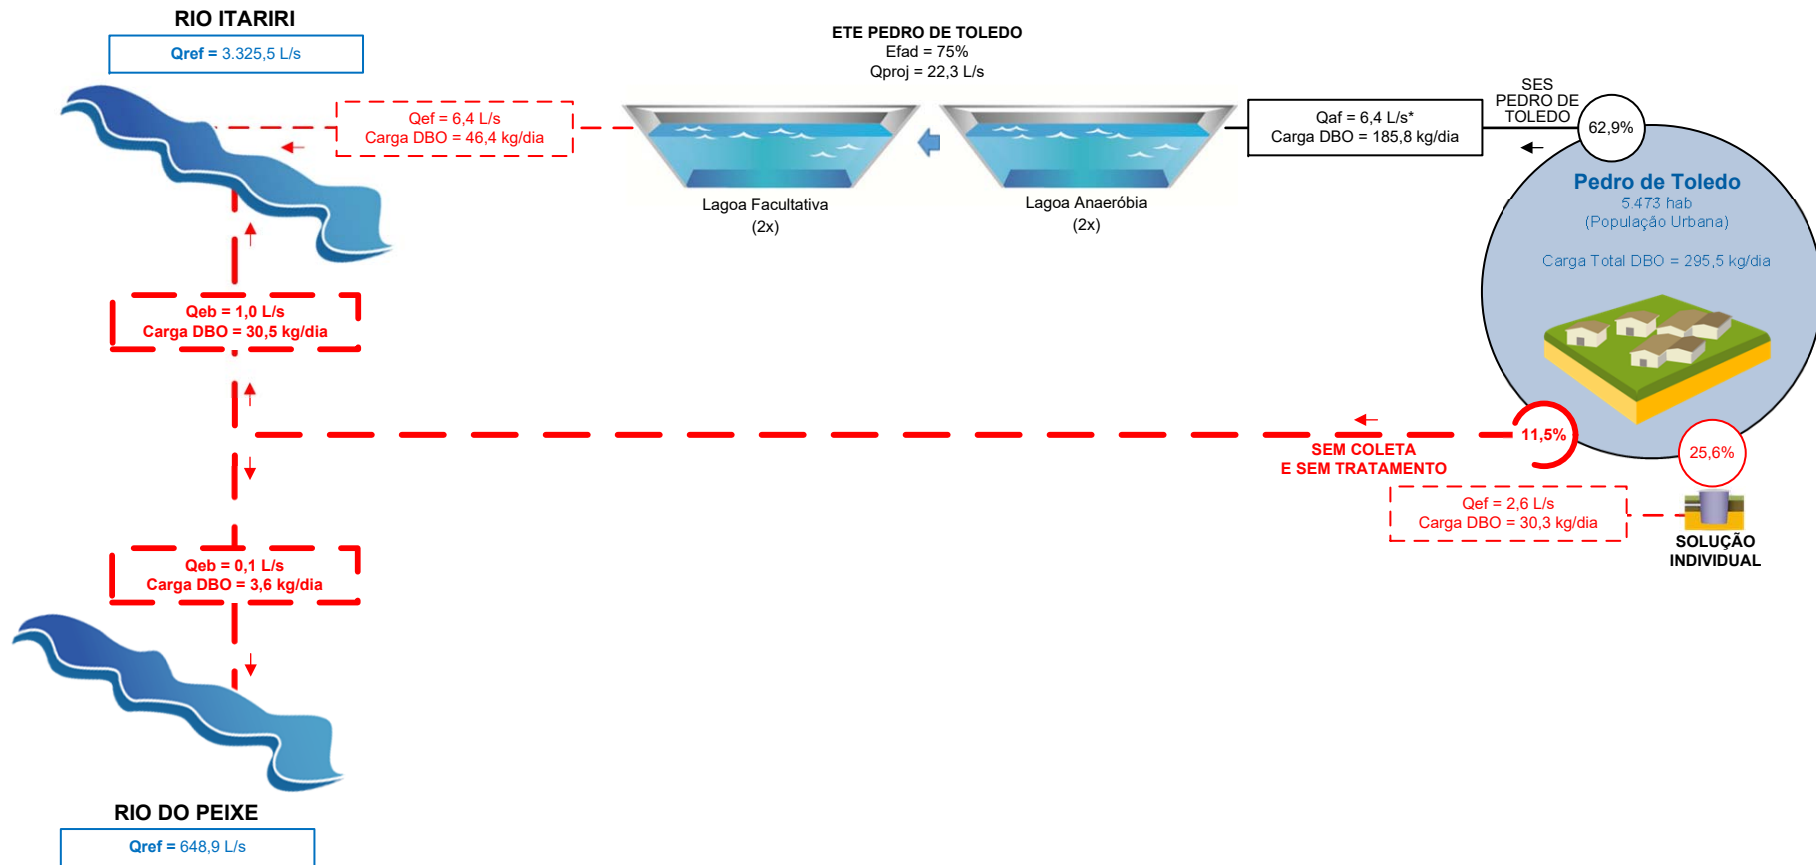 RIO ITARIRI
Qref = 3.325,5 L/s
ETE PEDRO DE TOLEDO
Efad = 75%
Qproj = 22,3 L/s
Qef = 6,4 L/s
Carga DBO = 46,4 kg/dia
Lagoa Facultativa
(2x)
Lagoa Anaeróbia
(2x)
Qaf = 6,4 L/s*
Carga DBO = 185,8 kg/dia
SES
PEDRO DE
TOLEDO
62,9%
Pedro de Toledo
5.473 hab
(População Urbana)
Carga Total DBO = 295,5 kg/dia
Qeb = 1,0 L/s
Carga DBO = 30,5 kg/dia
11,5%
SEM COLETA
E SEM TRATAMENTO
25,6%
Qef = 2,6 L/s
Carga DBO = 30,3 kg/dia
SOLUÇÃO
INDIVIDUAL
Qeb = 0,1 L/s
Carga DBO = 3,6 kg/dia
RIO DO PEIXE
Qref = 648,9 L/s